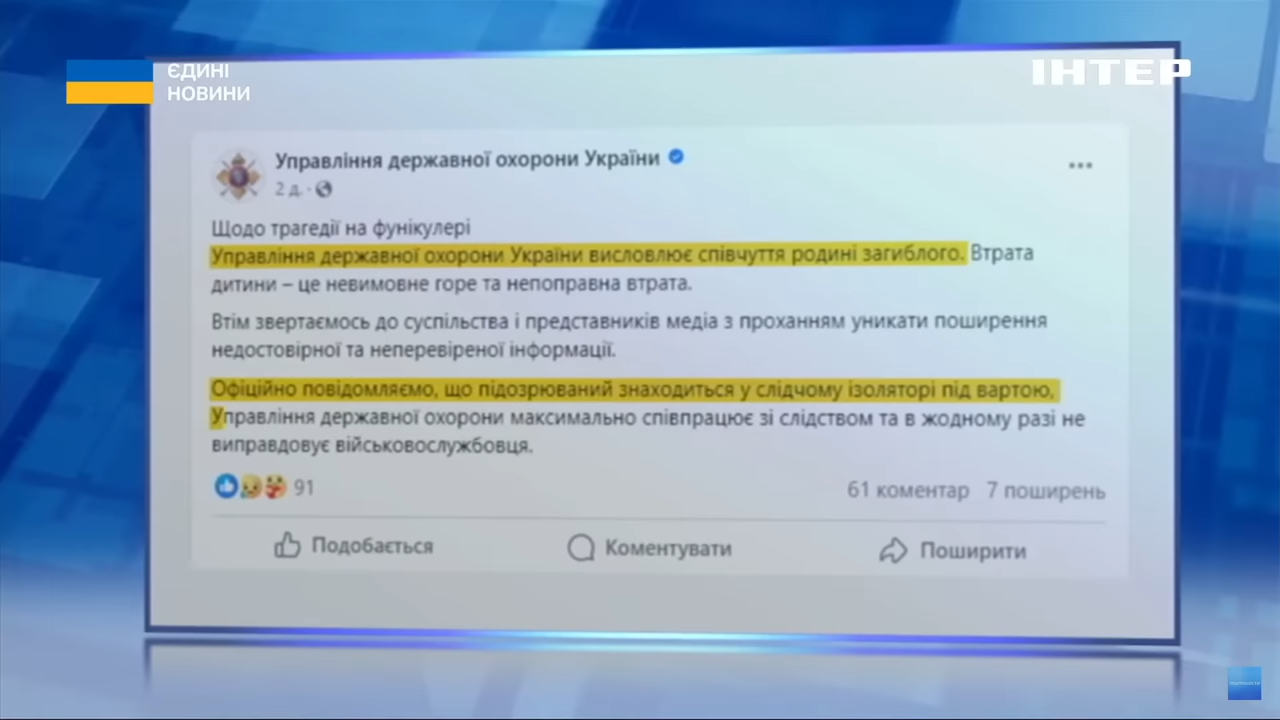 ЄДИНІ
НОВИНИ
ІНТЕР
Управління державної охорони України
2 д. ·
Щодо трагедії на фунікулері
Управління державної охорони України висловлює співчуття родині загиблого. Втрата
дитини – це невимовне горе та непоправна втрата.
Втім звертаємось до суспільства і представників медіа з проханням уникати поширення
недостовірної та неперевіреної інформації.
Офіційно повідомляємо, що підозрюваний знаходиться у слідчому ізоляторі під вартою,
Управління державної охорони максимально співпрацює зі слідством та в жодному разі не
виправдовує військовослужбовця.
91
61 коментар 7 поширень
Подобається Коментувати Поширити